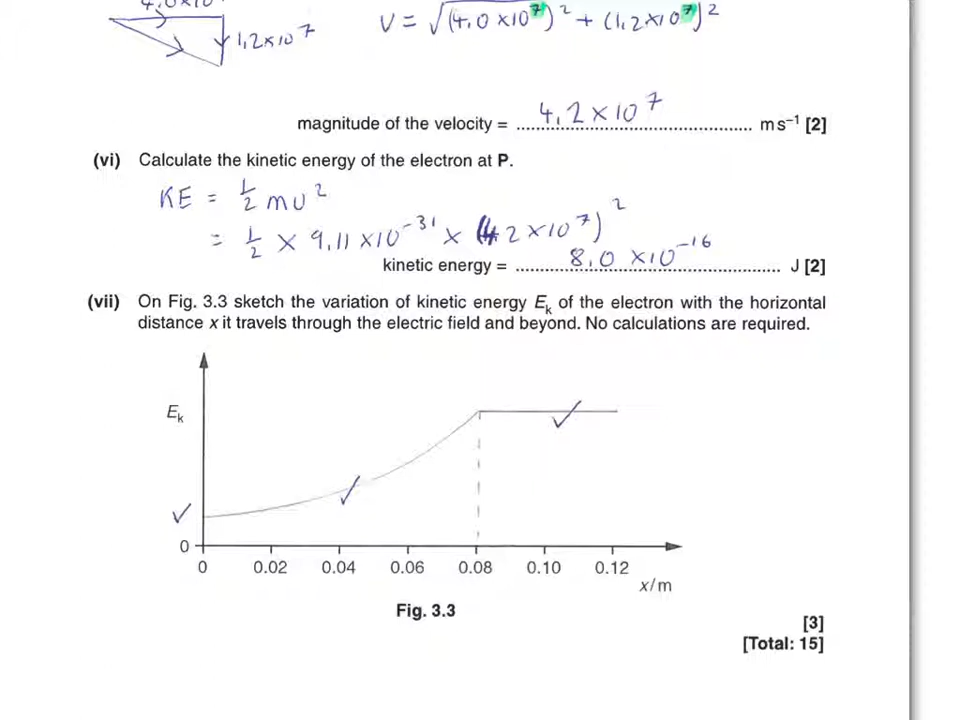 4.0×10
1.2×10⁷
V = √(4.0×10⁷)² + (1.2×10⁷)²
magnitude of the velocity = 4.2×10⁷ m s⁻¹ [2]
(vi) Calculate the kinetic energy of the electron at P.
KE = ½ mv²
= ½ × 9.11×10⁻³¹ × (4.2×10⁷)²
kinetic energy = 8.0 ×10⁻¹⁶ J [2]
(vii) On Fig. 3.3 sketch the variation of kinetic energy Eₖ of the electron with the horizontal
distance x it travels through the electric field and beyond. No calculations are required.
Eₖ
0
0 0.02 0.04 0.06 0.08 0.10 0.12
x/m
Fig. 3.3
[3]
[Total: 15]